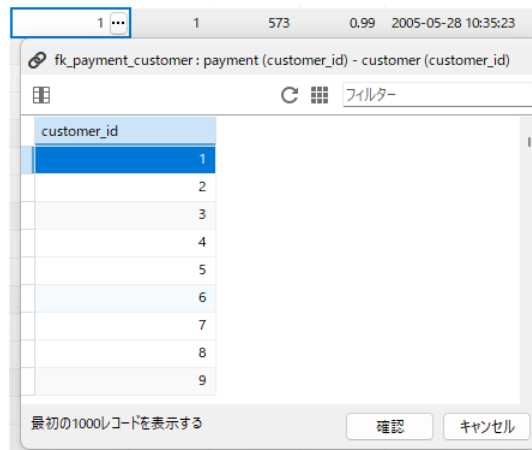 1 ... 1 573 0.99 2005-05-28 10:35:23
fk_payment_customer : payment (customer_id) - customer (customer_id)
フィルター
customer_id
1
2
3
4
5
6
7
8
9
最初の1000レコードを表示する 確認 キャンセル